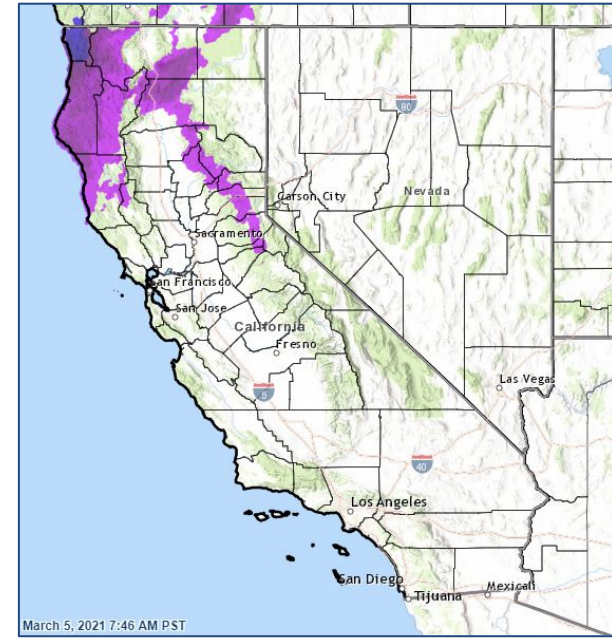 80
Carson City
Nevada
Sacramento
San Francisco
San Jose
California
Fresno
5
Las Vegas
40
Los Angeles
San Diego
Tijuana
Mexicali
March 5, 2021 7:46 AM PST